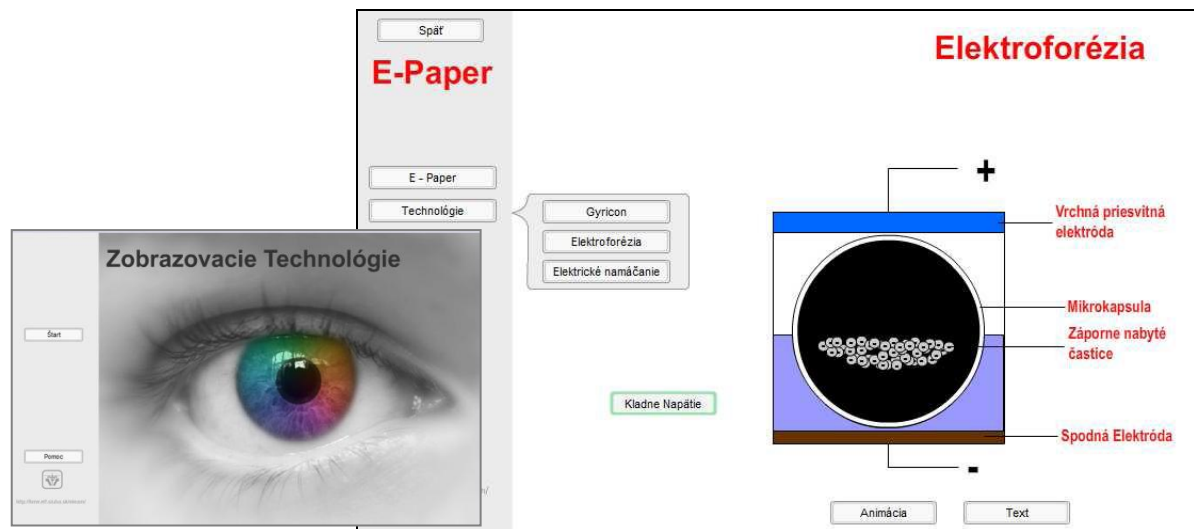 Späť
E-Paper
Elektroforézia
E - Paper
Technológie
Gyricon
Elektroforézia
Elektrické namáčanie
+
Vrchná priesvitná
elektróda
Mikrokapsula
Záporne nabyté
častice
Kladne Napätie
Spodná Elektróda
-
Animácia
Text
Zobrazovacie Technológie
Štart
Pomoc